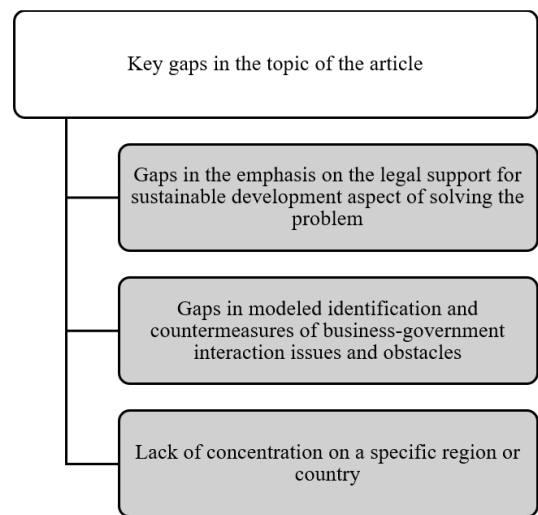 Key gaps in the topic of the article
Gaps in the emphasis on the legal support for
sustainable development aspect of solving the
problem
Gaps in modeled identification and
countermeasures of business-government
interaction issues and obstacles
Lack of concentration on a specific region or
country